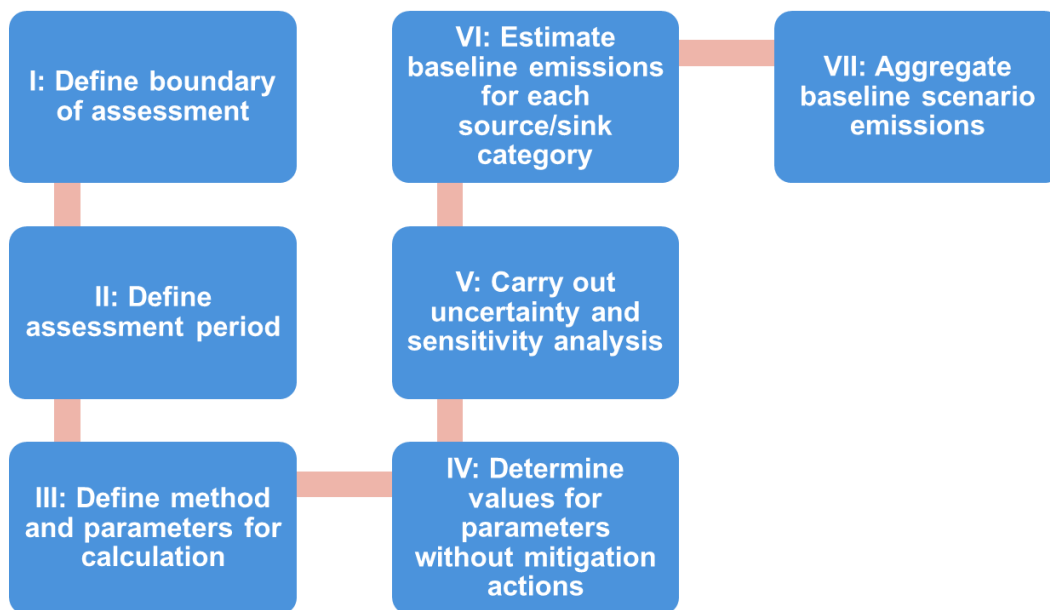 I: Define boundary
of assessment
II: Define
assessment period
III: Define method
and parameters for
calculation
IV: Determine
values for
parameters
without mitigation
actions
V: Carry out
uncertainty and
sensitivity analysis
VI: Estimate
baseline emissions
for each
source/sink
category
VII: Aggregate
baseline scenario
emissions